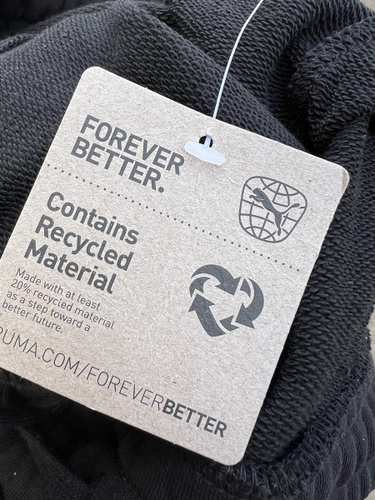 FOREVER
BETTER.
Contains
Recycled
Material
Made with at least
20% recycled material
as a step toward a
better future.
PUMA.COM/FOREVERBETTER